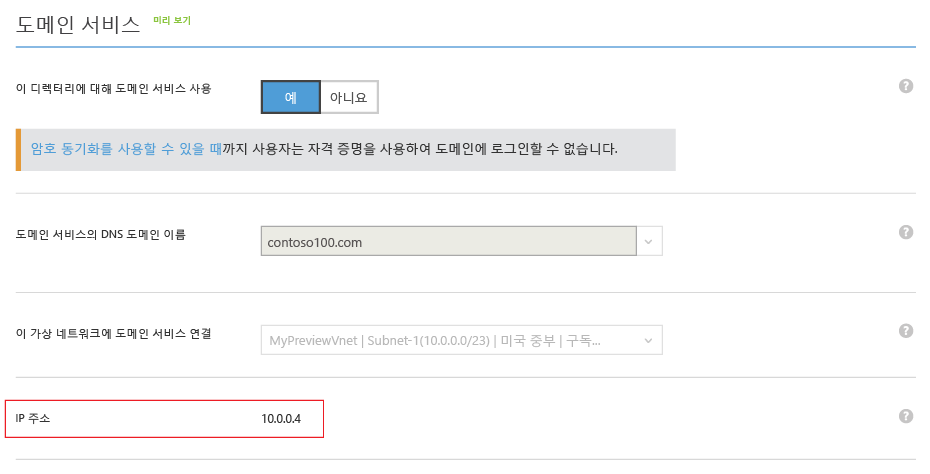 도메인 서비스 미리 보기
이 디렉터리에 대해 도메인 서비스 사용 예 아니요 ?
암호 동기화를 사용할 수 있을 때까지 사용자는 자격 증명을 사용하여 도메인에 로그인할 수 없습니다.
도메인 서비스의 DNS 도메인 이름 contoso100.com ?
이 가상 네트워크에 도메인 서비스 연결 MyPreviewVnet | Subnet-1(10.0.0.0/23) | 미국 중부 | 구독... ?
IP 주소 10.0.0.4 ?